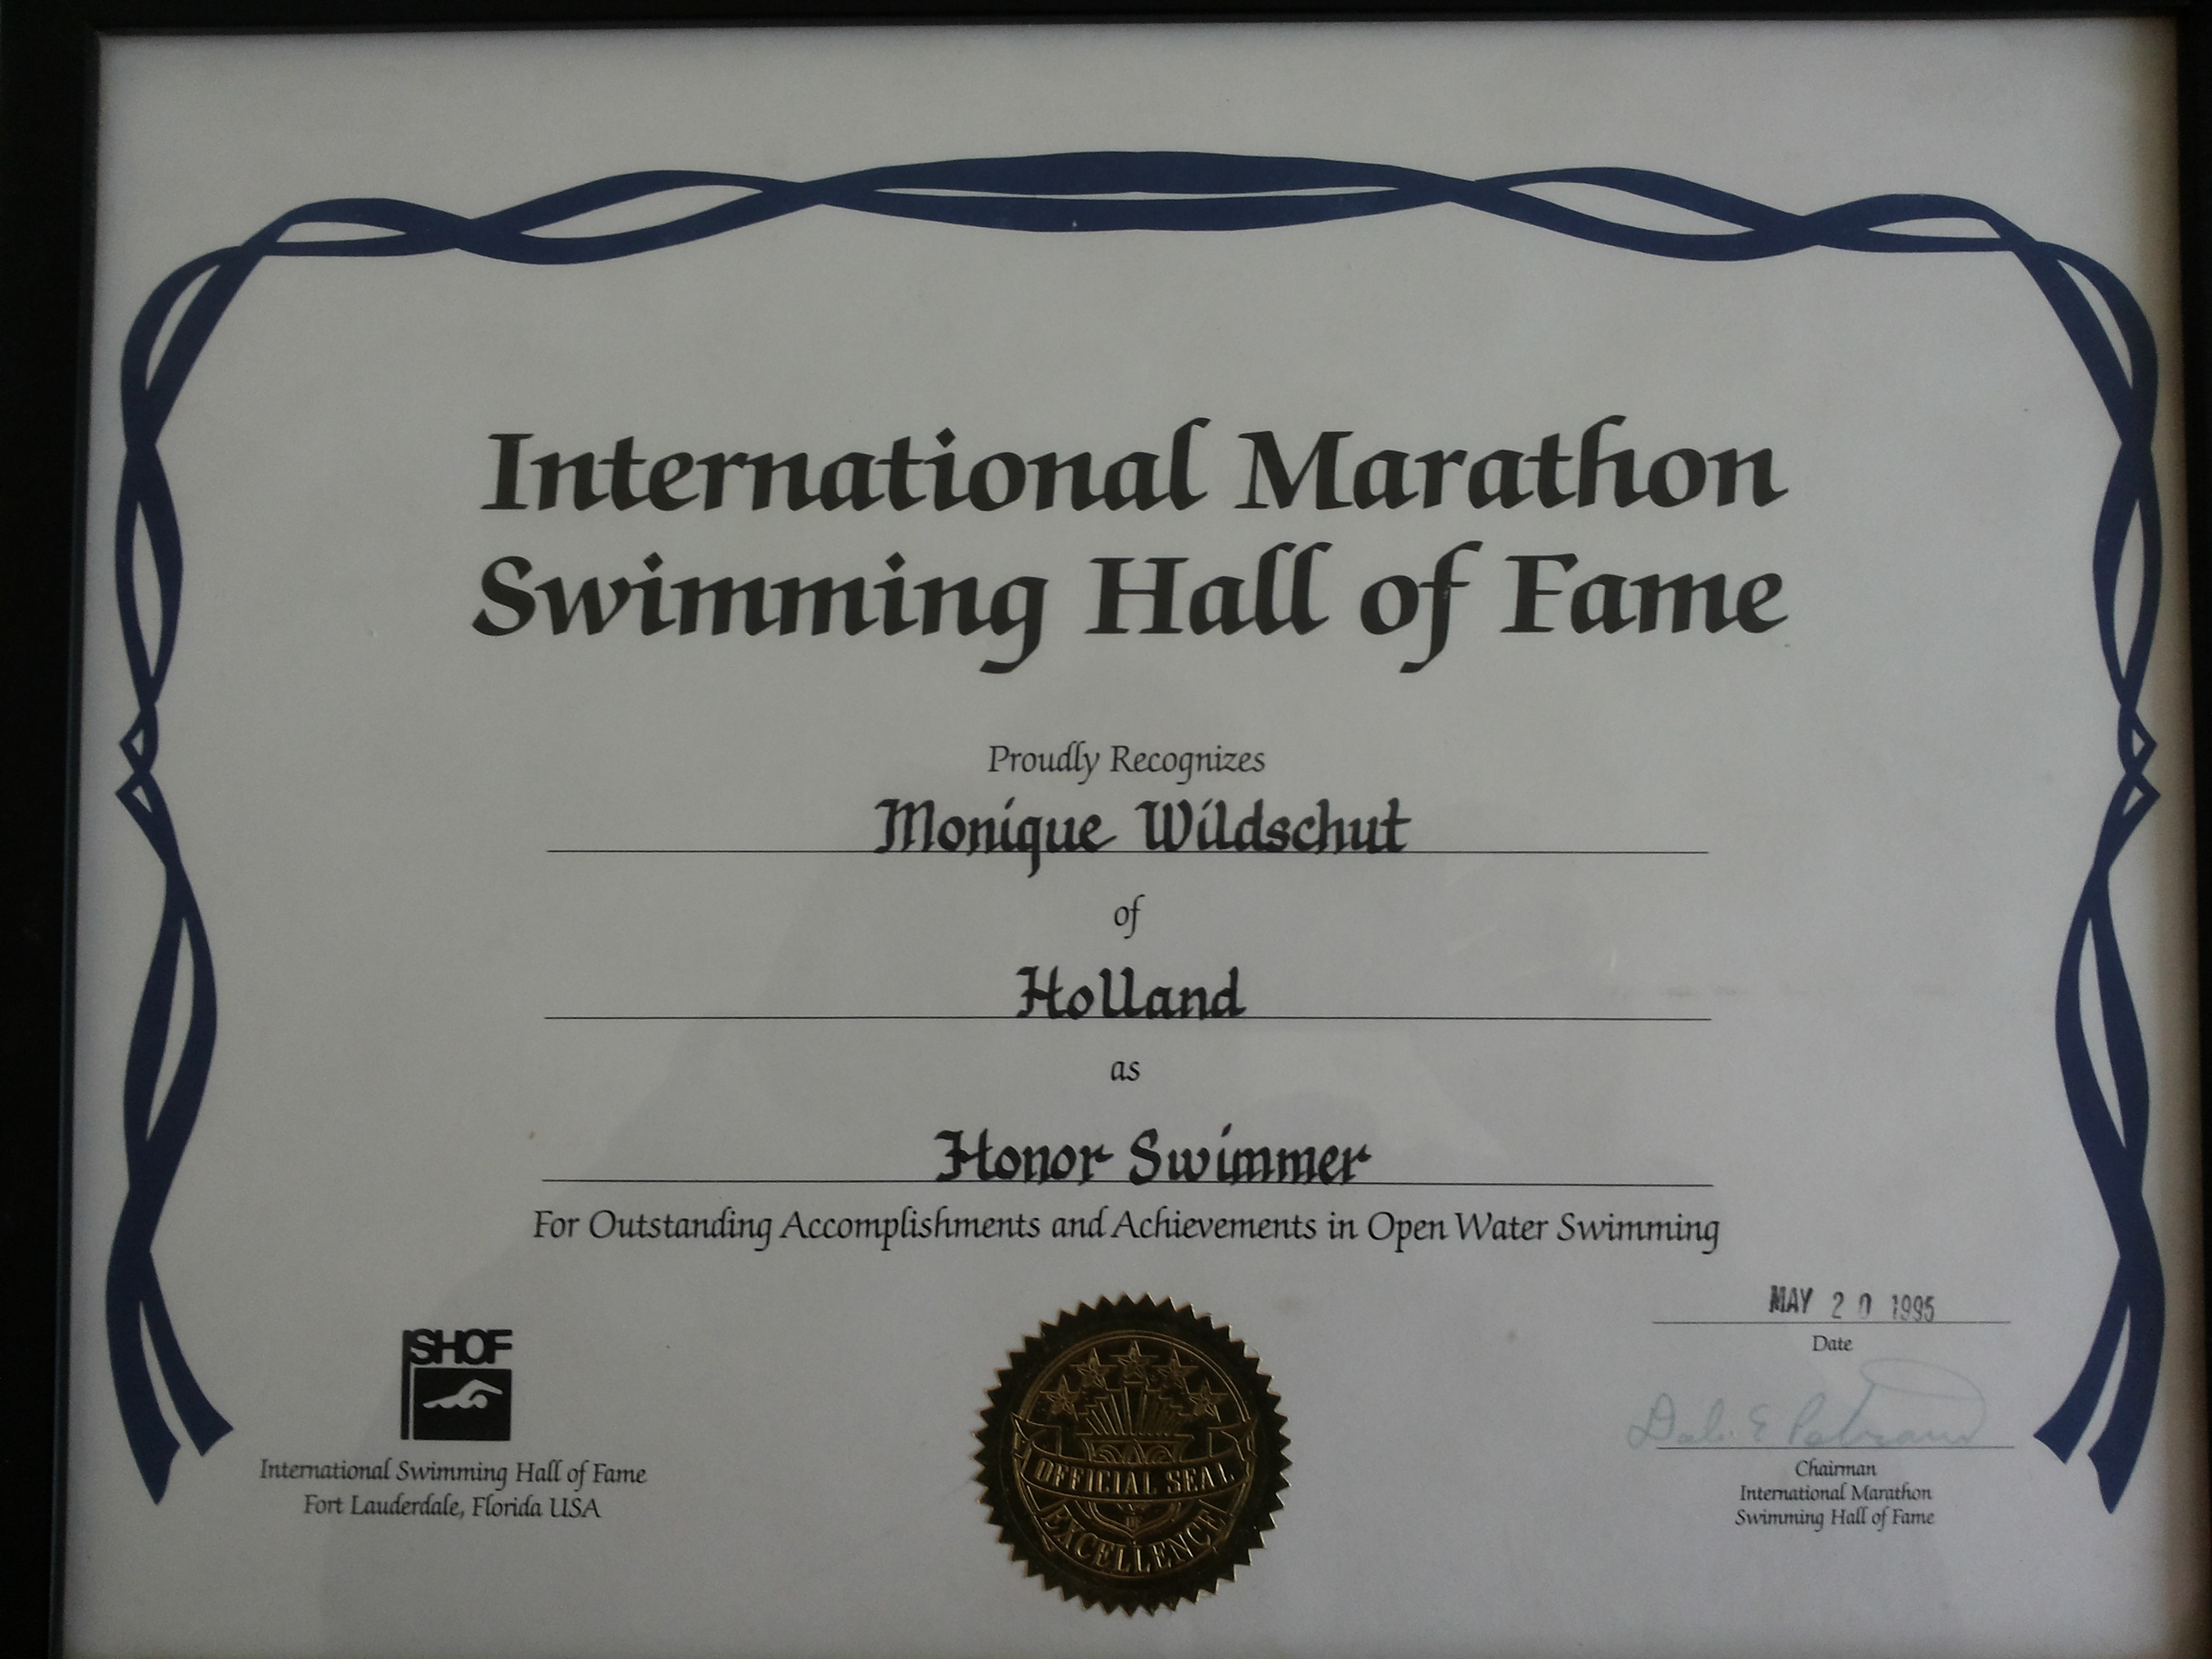 International Marathon
Swimming Hall of Fame
Proudly Recognizes
Monique Wildschut
of
Holland
as
Honor Swimmer
For Outstanding Accomplishments and Achievements in Open Water Swimming
MAY 20 1995
Date
Chairman
International Marathon
Swimming Hall of Fame
ISHOF
International Swimming Hall of Fame
Fort Lauderdale, Florida USA
OFFICIAL SEAL
OF
EXCELLENCE